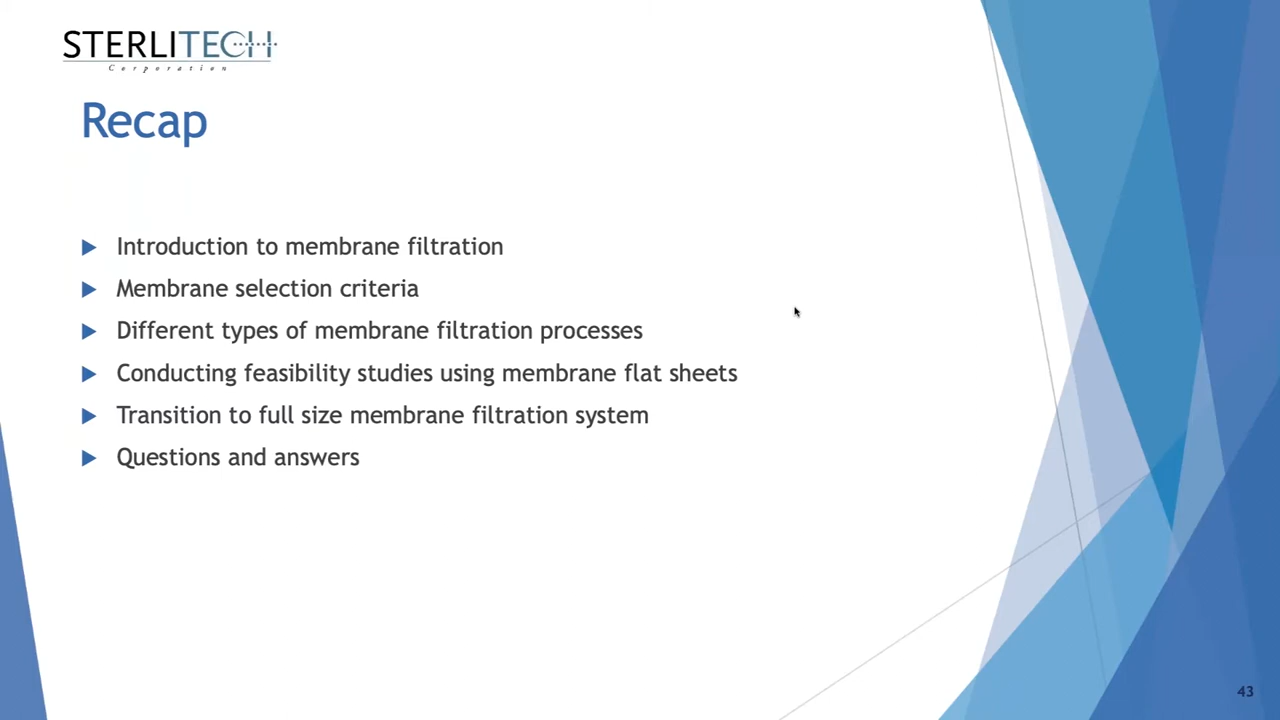 STERLITECH
Corporation
Recap
Introduction to membrane filtration
Membrane selection criteria
Different types of membrane filtration processes
Conducting feasibility studies using membrane flat sheets
Transition to full size membrane filtration system
Questions and answers
43